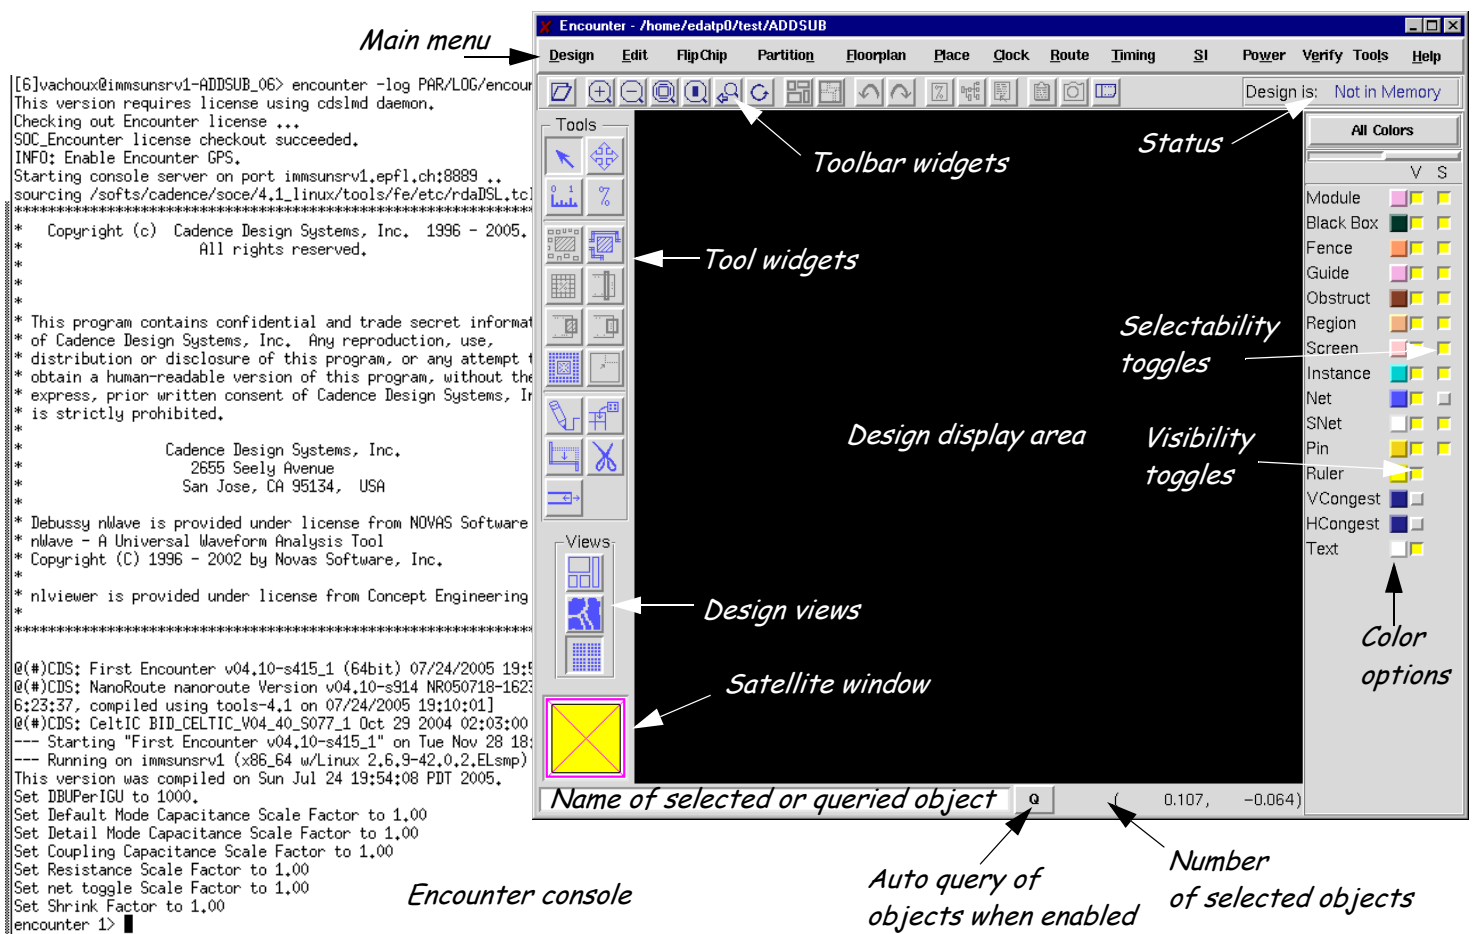 Main menu
[6]vachoux@immsunsrv1-ADDSUB_06> encounter -log PAR/LOG/encour
This version requires license using cdslmd daemon.
Checking out Encounter license ...
SOC_Encounter license checkout succeeded.
INFO: Enable Encounter GPS.
Starting console server on port immsunsrv1.epfl.ch:8889 ..
sourcing /softs/cadence/soce/4.1_linux/tools/fe/etc/rdaDSL.tcl
*******************************************************************
* Copyright (c) Cadence Design Systems, Inc. 1996 - 2005.
* All rights reserved.
*
*
*
* This program contains confidential and trade secret informat
* of Cadence Design Systems, Inc. Any reproduction, use,
* distribution or disclosure of this program, or any attempt t
* obtain a human-readable version of this program, without the
* express, prior written consent of Cadence Design Systems, In
* is strictly prohibited.
*
* Cadence Design Systems, Inc.
* 2655 Seely Avenue
* San Jose, CA 95134, USA
*
* Debussy nWave is provided under license from NOVAS Software
* nWave - A Universal Waveform Analysis Tool
* Copyright (C) 1996 - 2002 by Novas Software, Inc.
*
* nlviewer is provided under license from Concept Engineering
*
*******************************************************************
@(#)CDS: First Encounter v04.10-s415_1 (64bit) 07/24/2005 19:5
@(#)CDS: NanoRoute nanoroute Version v04.10-s914 NR050718-1623
6:23:37, compiled using tools-4.1 on 07/24/2005 19:10:01]
@(#)CDS: CeltIC BID_CELTIC_V04_40_S077_1 Oct 29 2004 02:03:00
--- Starting "First Encounter v04.10-s415_1" on Tue Nov 28 18:
--- Running on immsunsrv1 (x86_64 w/Linux 2.6.9-42.0.2.ELsmp)
This version was compiled on Sun Jul 24 19:54:08 PDT 2005.
Set DBUPerIGU to 1000.
Set Default Mode Capacitance Scale Factor to 1.00
Set Detail Mode Capacitance Scale Factor to 1.00
Set Coupling Capacitance Scale Factor to 1.00
Set Resistance Scale Factor to 1.00
Set net toggle Scale Factor to 1.00
Set Shrink Factor to 1.00
encounter 1>
Encounter console
Encounter - /home/edatp0/test/ADDSUB
Design Edit FlipChip Partition Floorplan Place Clock Route Timing SI Power Verify Tools Help
Design is: Not in Memory
Tools
0 1
%
Toolbar widgets
Status
Tool widgets
Selectability
toggles
Design display area
Visibility
toggles
Views
Design views
Satellite window
All Colors
V S
Module
Black Box
Fence
Guide
Obstruct
Region
Screen
Instance
Net
SNet
Pin
Ruler
VCongest
HCongest
Text
Color
options
Name of selected or queried object
Q
( 0.107, -0.064)
Auto query of
objects when enabled
Number
of selected objects